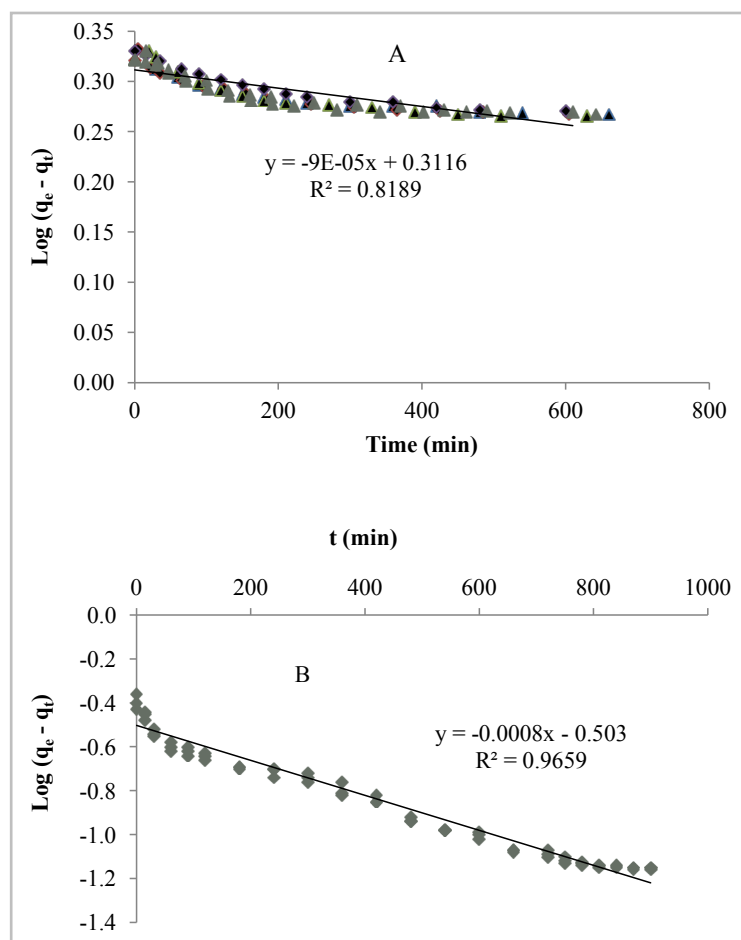 A
0.35
0.30
0.25
0.20
0.15
0.10
0.05
0.00
Log (qₑ - qₜ)
y = -9E-05x + 0.3116
R² = 0.8189
0 200 400 600 800
Time (min)
t (min)
0 200 400 600 800 1000
0.0
-0.2
-0.4
-0.6
-0.8
-1.0
-1.2
-1.4
Log (qₑ - qₜ)
B
y = -0.0008x - 0.503
R² = 0.9659